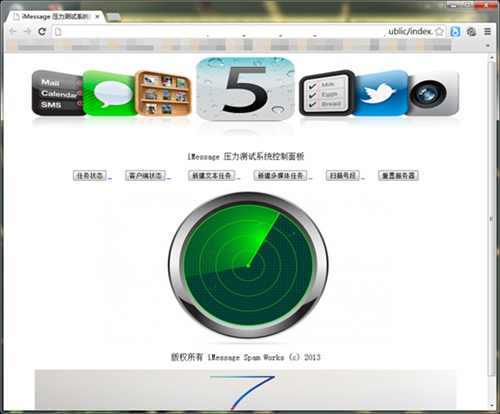 iMessage 压力测试系统
ublic/index.
Mail
Calendar
SMS
5
Milk
Eggs
Bread
iMessage 压力测试系统控制面板
任务状态 客户端状态 新建文本任务 新建多媒体任务 扫描号段 重置服务器
版权所有 iMessage Spam Works (c) 2013
7